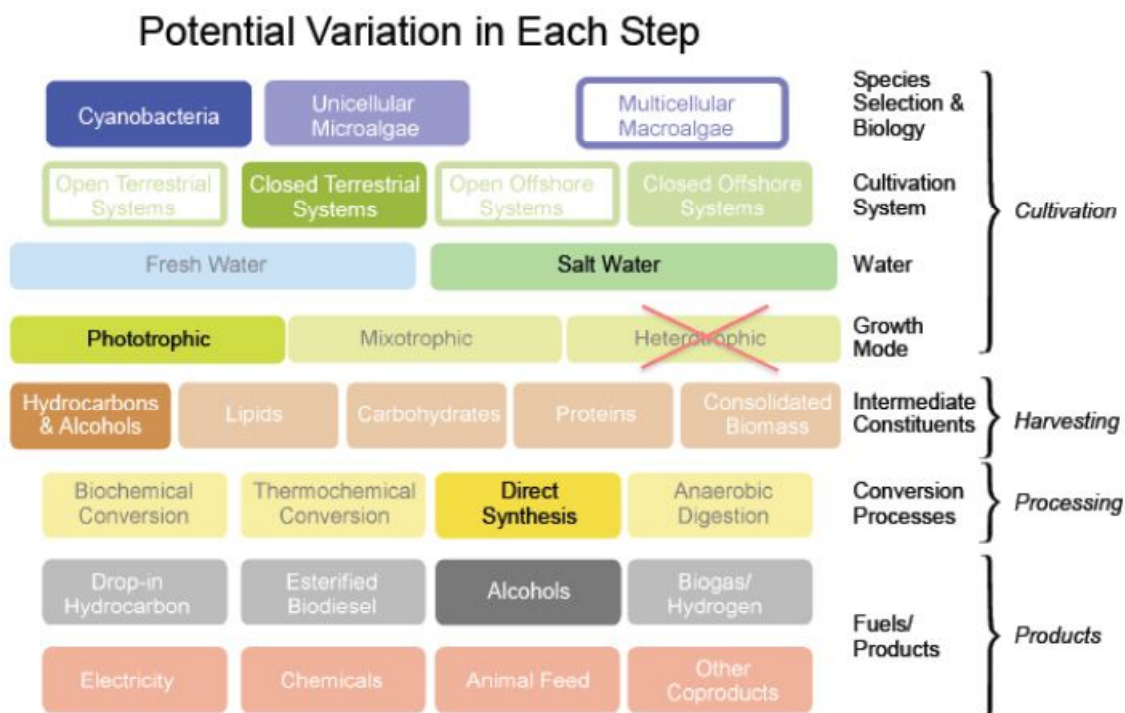 Potential Variation in Each Step
Cyanobacteria
Unicellular
Microalgae
Multicellular
Macroalgae
Species
Selection &
Biology
Open Terrestrial
Systems
Closed Terrestrial
Systems
Open Offshore
Systems
Closed Offshore
Systems
Cultivation
System
Cultivation
Fresh Water
Salt Water
Water
Phototrophic
Mixotrophic
Heterotrophic
Growth
Mode
Hydrocarbons
& Alcohols
Lipids
Carbohydrates
Proteins
Consolidated
Biomass
Intermediate
Constituents
Harvesting
Biochemical
Conversion
Thermochemical
Conversion
Direct
Synthesis
Anaerobic
Digestion
Conversion
Processes
Processing
Drop-in
Hydrocarbon
Esterified
Biodiesel
Alcohols
Biogas/
Hydrogen
Fuels/
Products
Products
Electricity
Chemicals
Animal Feed
Other
Coproducts